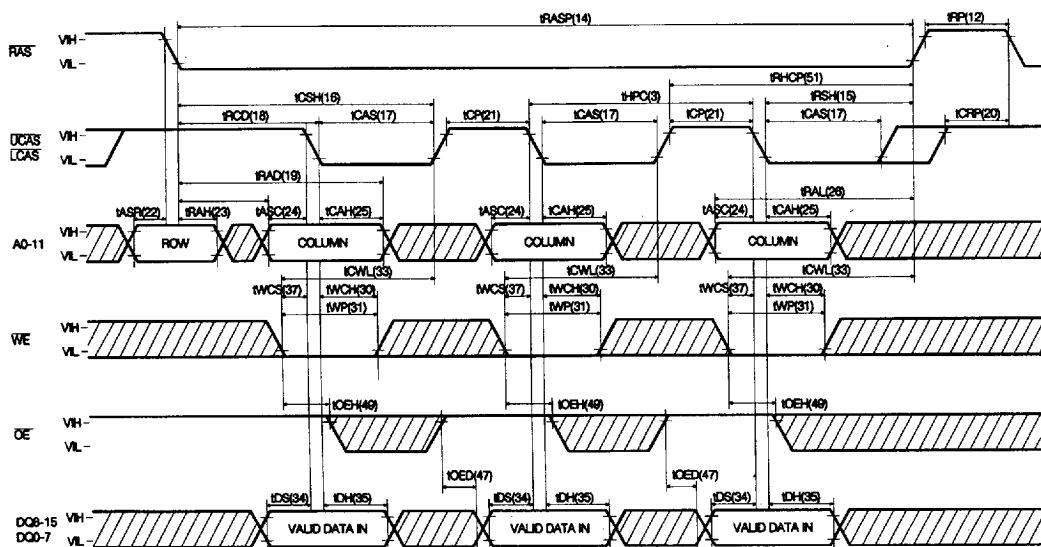 tRASP(14) tRP(12)
RAS VIH
VIL
tRHCP(51)
tCSH(16) tHPC(3) tRSH(15)
tRCD(18) tCAS(17) tCP(21) tCAS(17) tCP(21) tCAS(17) tCRP(20)
UCAS VIH
LCAS VIL
tRAD(19) tRAL(26)
tASR(22) tRAH(23) tASC(24) tCAH(25) tASC(24) tCAH(25) tASC(24) tCAH(25)
A0-11 VIH
VIL
ROW COLUMN COLUMN COLUMN
tCWL(33) tCWL(33) tCWL(33)
tWCS(37) tWCH(30) tWCS(37) tWCH(30) tWCS(37) tWCH(30)
tWP(31) tWP(31) tWP(31)
WE VIH
VIL
tOEH(49) tOEH(49) tOEH(49)
OE VIH
VIL
tOED(47) tOED(47)
tDS(34) tDH(35) tDS(34) tDH(35) tDS(34) tDH(35)
DQ8-15 VIH
DQ0-7 VIL
VALID DATA IN VALID DATA IN VALID DATA IN